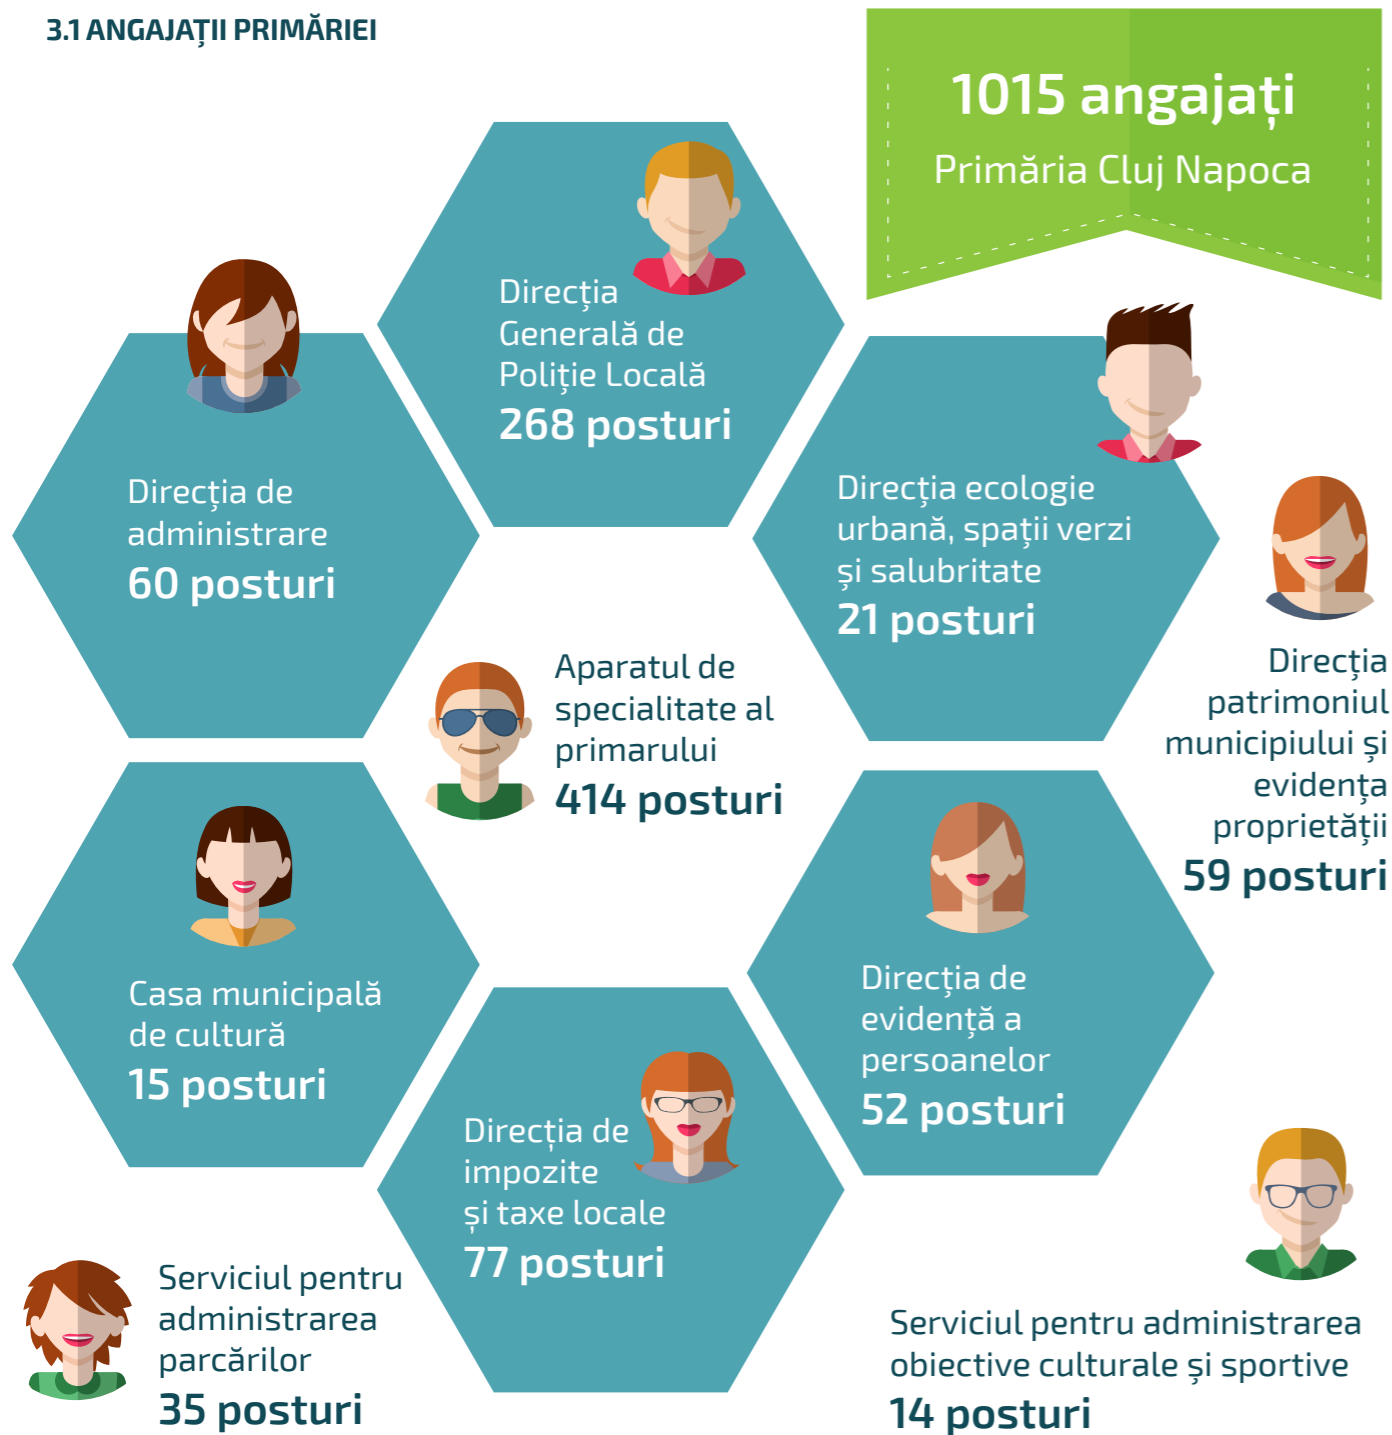 3.1 ANGAJAȚII PRIMĂRIEI
1015 angajați
Primăria Cluj Napoca
Direcția
Generală de
Poliție Locală
268 posturi
Direcția de
administrare
60 posturi
Direcția ecologie
urbană, spații verzi
și salubritate
21 posturi
Aparatul de
specialitate al
primarului
414 posturi
Direcția
patrimoniul
municipiului și
evidența
proprietății
59 posturi
Casa municipală
de cultură
15 posturi
Direcția de
evidență a
persoanelor
52 posturi
Direcția de
impozite
și taxe locale
77 posturi
Serviciul pentru
administrarea
parcărilor
35 posturi
Serviciul pentru administrarea
obiective culturale și sportive
14 posturi